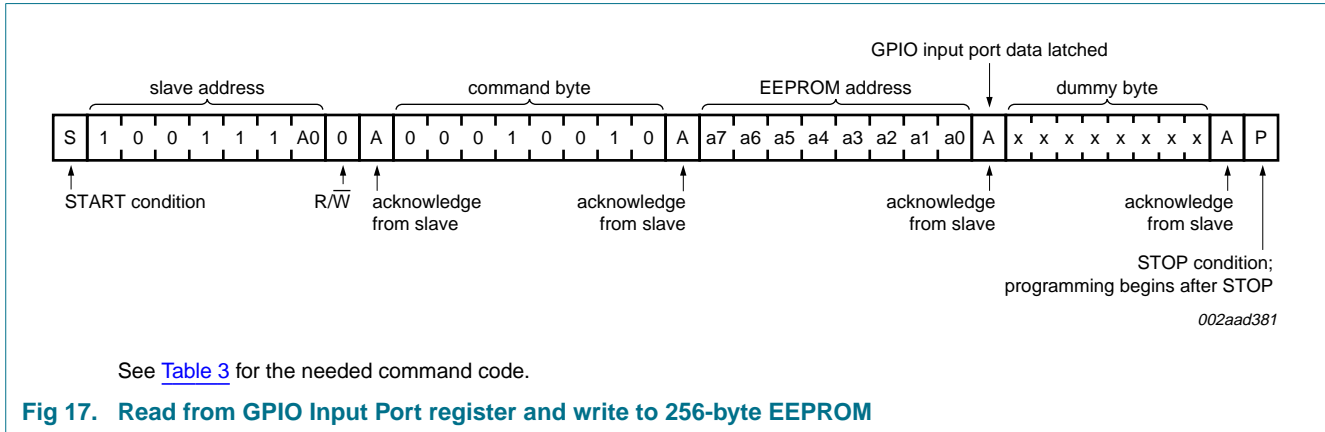 GPIO input port data latched
slave address command byte EEPROM address dummy byte
S 1 0 0 1 1 1 A0 0 A 0 0 0 1 0 0 1 0 A a7 a6 a5 a4 a3 a2 a1 a0 A x x x x x x x x A P
START condition R/W̅ acknowledge acknowledge acknowledge acknowledge
from slave from slave from slave from slave
STOP condition;
programming begins after STOP
002aad381
See Table 3 for the needed command code.
Fig 17. Read from GPIO Input Port register and write to 256-byte EEPROM